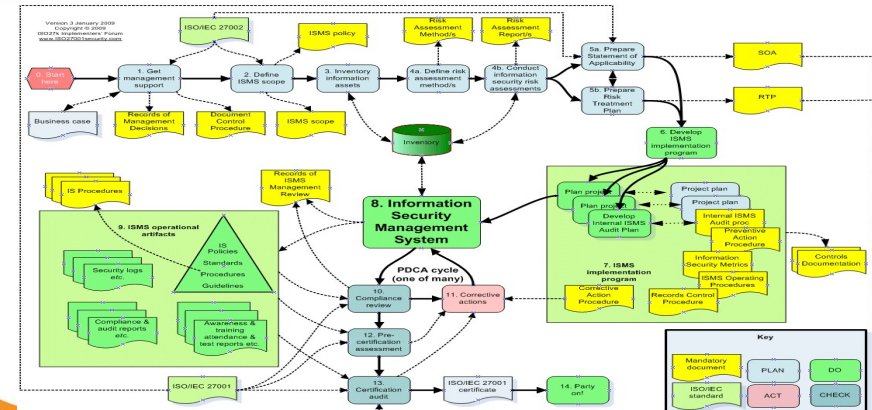 Version 3 January 2009
Copyright © 2009
ISO27k Implementers' Forum
www.ISO27001security.com
ISO/IEC 27002
ISMS policy
Risk
Assessment
Method/s
Risk
Assessment
Report/s
0. Start
here
1. Get
management
support
2. Define
ISMS scope
3. Inventory
information
assets
4a. Define risk
assessment
method/s
4b. Conduct
information
security risk
assessments
5a. Prepare
Statement of
Applicability
SOA
5b. Prepare
Risk
Treatment
Plan
RTP
Business case
Records of
Management
Decisions
Document
Control
Procedure
ISMS scope
Inventory
6. Develop
ISMS
implementation
program
IS Procedures
Records of
ISMS
Management
Review
8. Information
Security
Management
System
Plan project
Plan project
Develop
Internal ISMS
Audit Plan
Project plan
Project plan
Internal ISMS
Audit proc
Preventive
Action
Procedure
Information
Security Metrics
ISMS Operating
Procedures
Controls
Documentation
7. ISMS
implementation
program
Corrective
Action
Procedure
Records Control
Procedure
9. ISMS operational
artifacts
IS
Policies
Standards
Procedures
Guidelines
Security logs
etc.
Compliance &
audit reports
etc.
Awareness &
training
attendance &
test reports etc.
PDCA cycle
(one of many)
10.
Compliance
review
11. Corrective
actions
12. Pre-
certification
assessment
ISO/IEC 27001
13.
Certification
audit
ISO/IEC 27001
certificate
14. Party
on!
Key
Mandatory
document
PLAN
DO
ISO/IEC
standard
ACT
CHECK